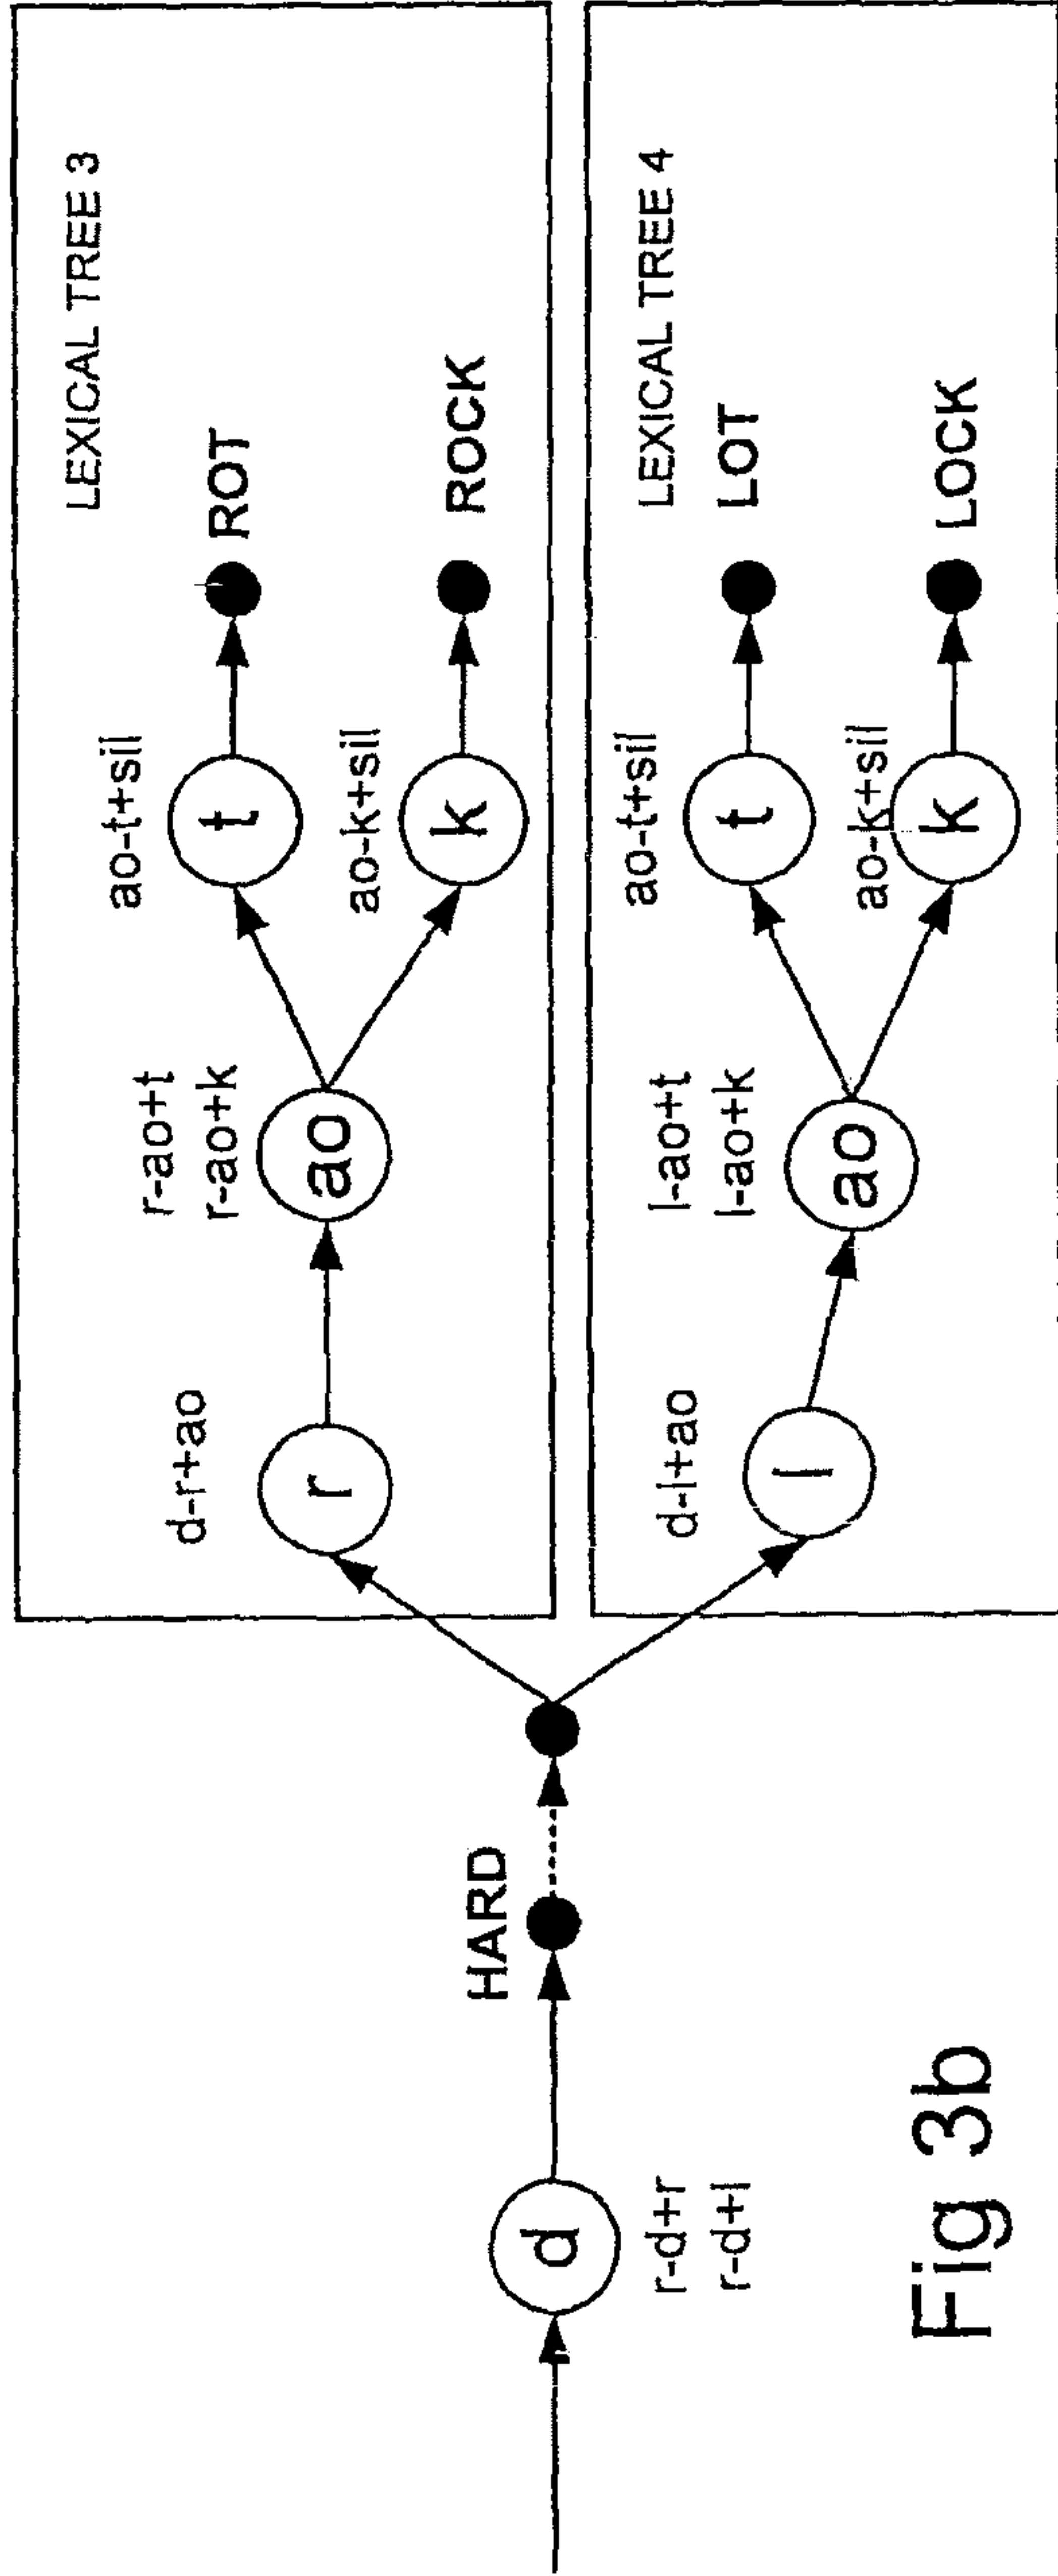 LEXICAL TREE 3
d-r+ao
r
r-ao+t
r-ao+k
ao
ao-t+sil
t
ROT
ao-k+sil
k
ROCK
HARD
d
r-d+r
r-d+l
LEXICAL TREE 4
d-l+ao
l
l-ao+t
l-ao+k
ao
ao-t+sil
t
LOT
ao-k+sil
k
LOCK
Fig 3b